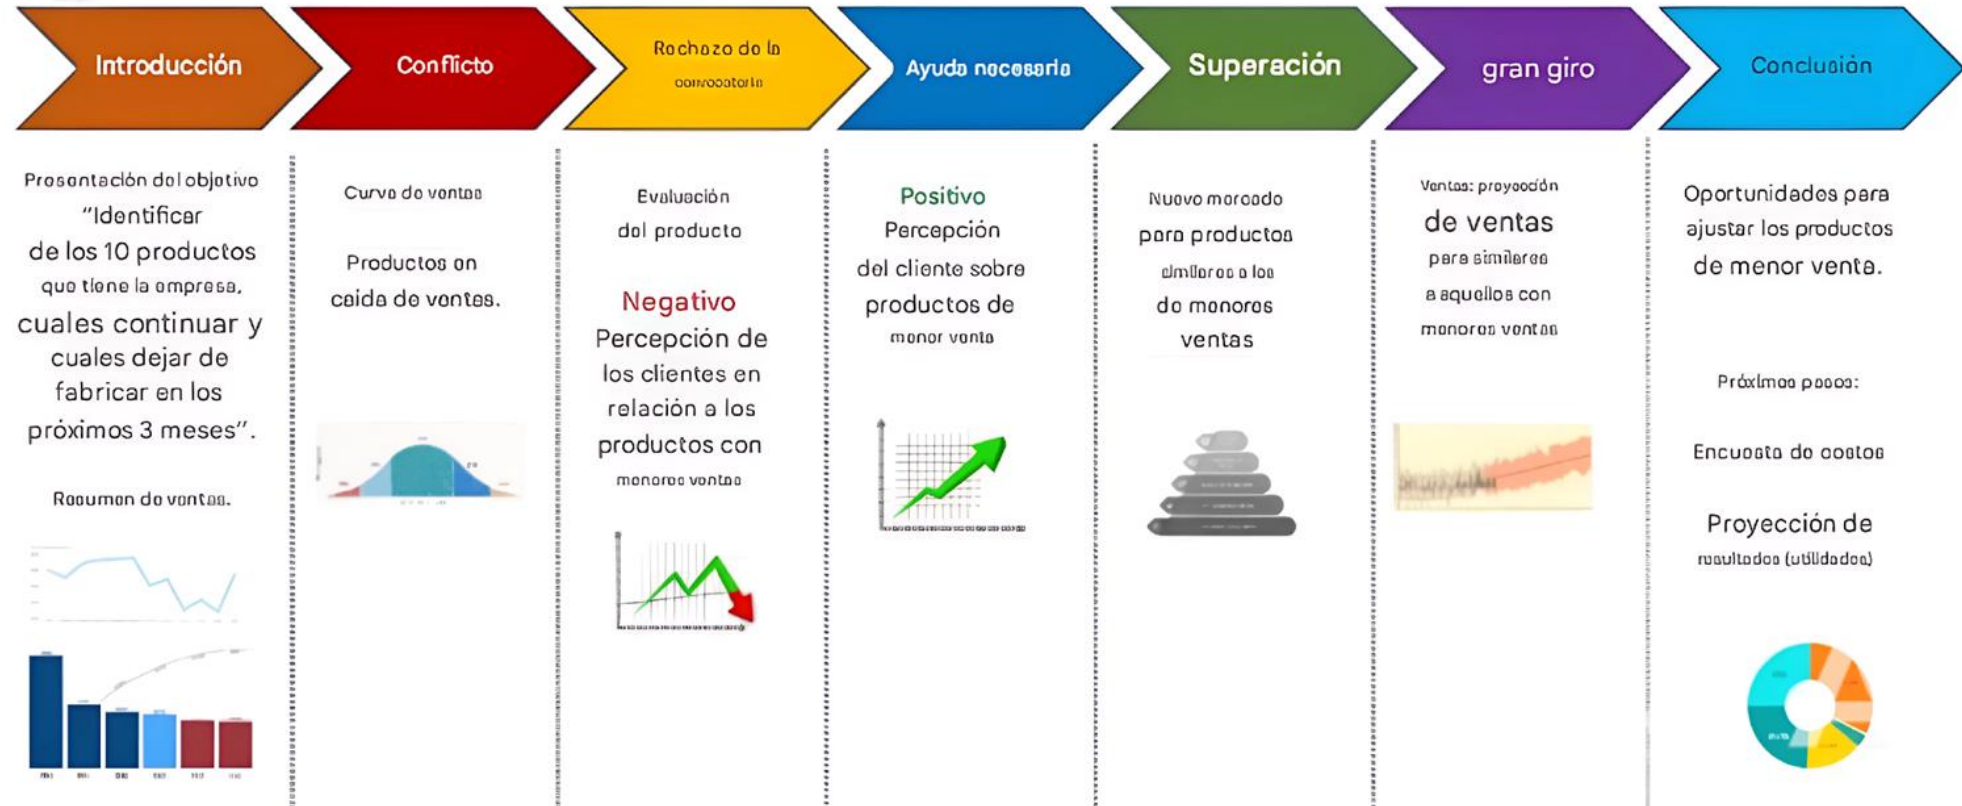 Introducción
Conflicto
Rechazo de la
convocatoria
Ayuda necesaria
Superación
gran giro
Conclusión
Presentación del objetivo
“Identificar
de los 10 productos
que tiene la empresa,
cuales continuar y
cuales dejar de
fabricar en los
próximos 3 meses”.
Resumen de ventas.
Curva de ventas
Productos en
caida de ventas.
Evaluación
del producto
Negativo
Percepción de
los clientes en
relación a los
productos con
menores ventas
Positivo
Percepción
del cliente sobre
productos de
menor venta
Nuevo mercado
para productos
similares a los
de menores
ventas
Ventas: proyección
de ventas
para similares
a aquellos con
menores ventas
Oportunidades para
ajustar los productos
de menor venta.
Próximos pasos:
Encuesta de costos
Proyección de
resultados (utilidades)